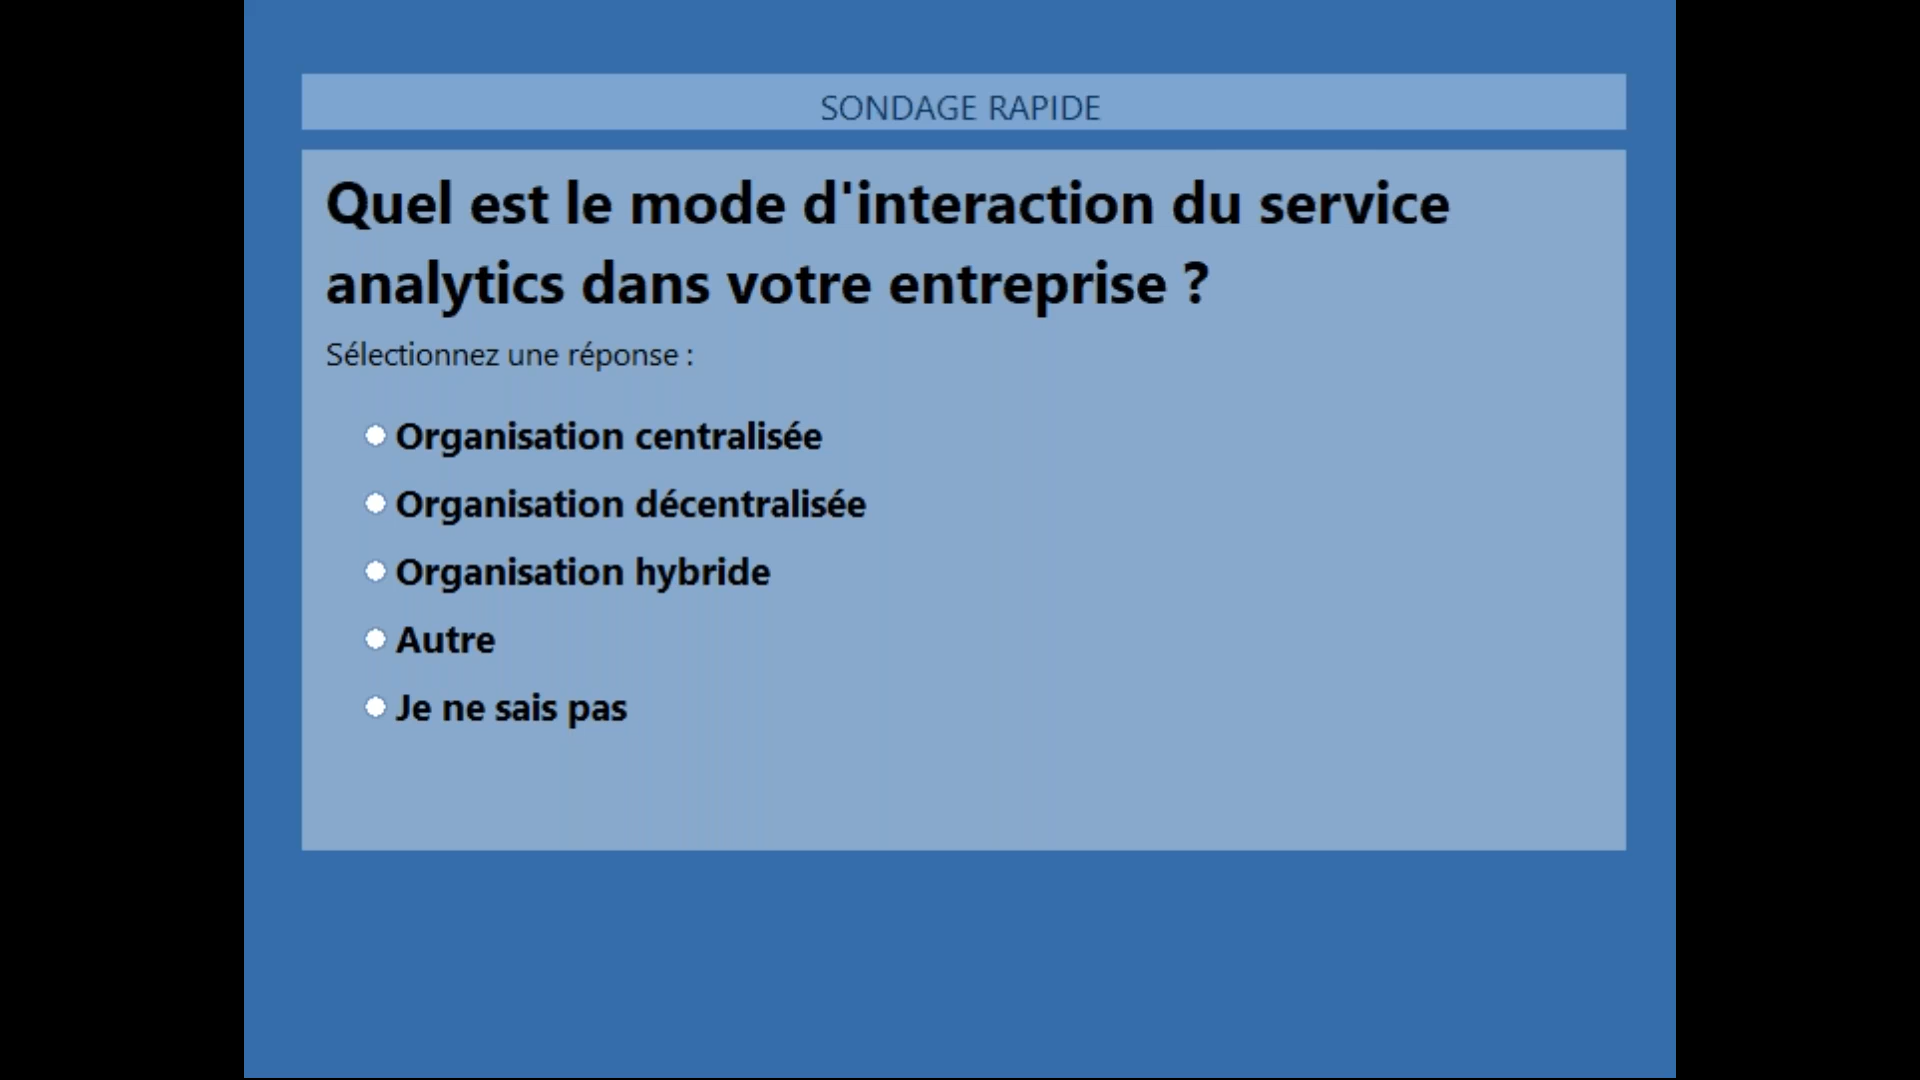 SONDAGE RAPIDE
Quel est le mode d'interaction du service
analytics dans votre entreprise ?
Sélectionnez une réponse :
Organisation centralisée
Organisation décentralisée
Organisation hybride
Autre
Je ne sais pas